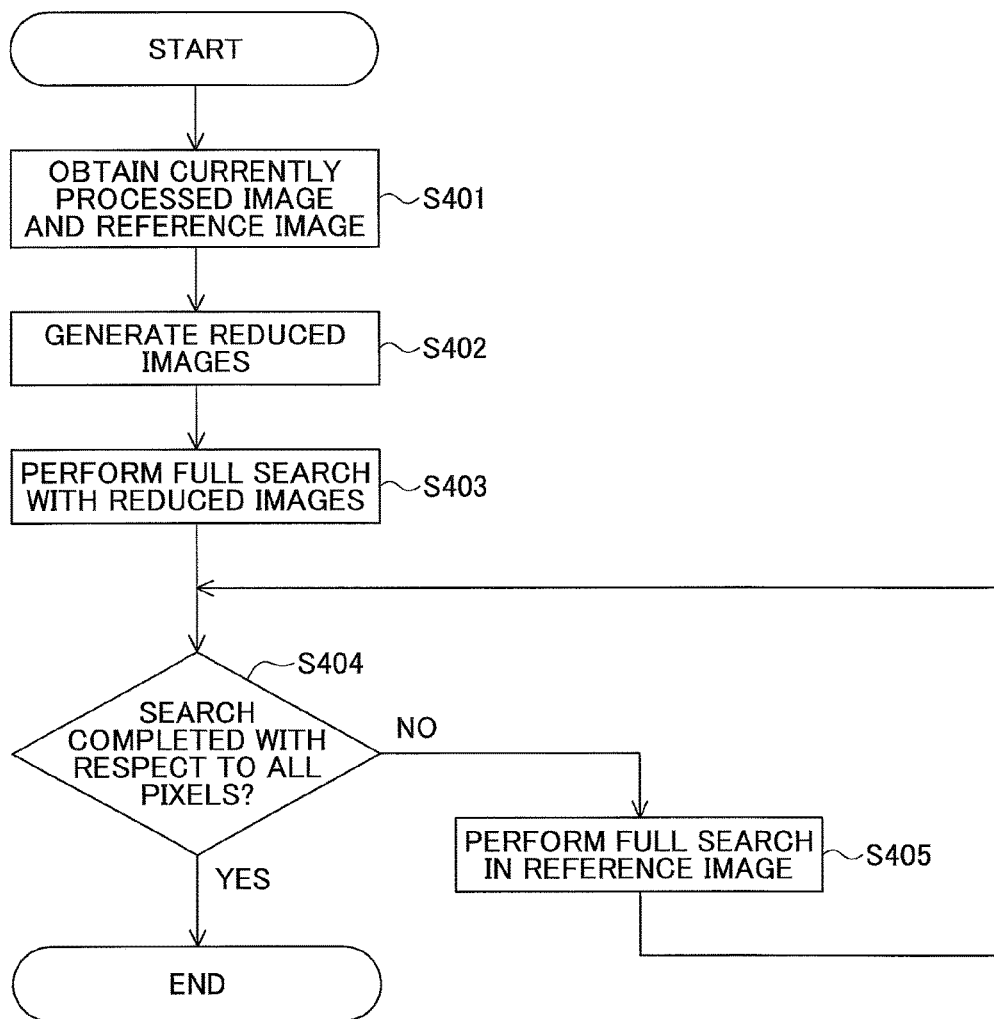 START
OBTAIN CURRENTLY
PROCESSED IMAGE
AND REFERENCE IMAGE
S401
GENERATE REDUCED
IMAGES
S402
PERFORM FULL SEARCH
WITH REDUCED IMAGES
S403
S404
SEARCH
COMPLETED WITH
RESPECT TO ALL
PIXELS?
NO
PERFORM FULL SEARCH
IN REFERENCE IMAGE
S405
YES
END